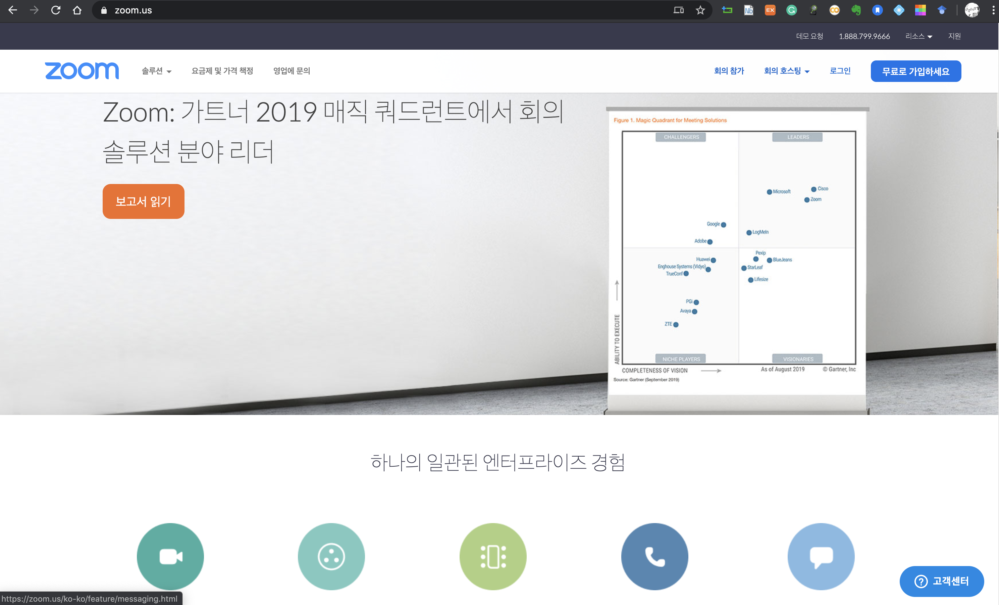 zoom.us
Nb
EX
데모 요청
1.888.799.9666
리소스
지원
zoom
솔루션
요금제 및 가격 책정
영업에 문의
회의 참가
회의 호스팅
로그인
무료로 가입하세요
Zoom: 가트너 2019 매직 쿼드런트에서 회의
솔루션 분야 리더
보고서 읽기
Figure 1. Magic Quadrant for Meeting Solutions
CHALLENGERS
LEADERS
Microsoft
Cisco
Zoom
Google
LogMeIn
Adobe
Pexip
Huawei
BlueJeans
Enghouse Systems (Vidyo)
StarLeaf
TrueConf
Lifesize
PGi
Avaya
ZTE
ABILITY TO EXECUTE
NICHE PLAYERS
VISIONARIES
COMPLETENESS OF VISION
As of August 2019
© Gartner, Inc
Source: Gartner (September 2019)
하나의 일관된 엔터프라이즈 경험
고객센터
https://zoom.us/ko-ko/feature/messaging.html